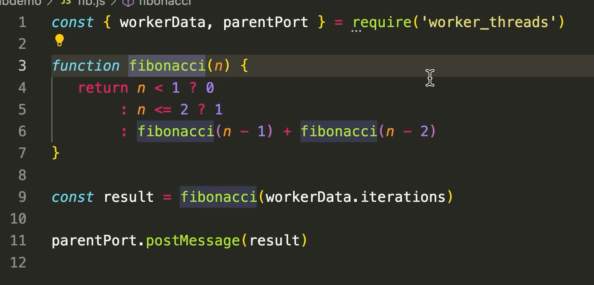 fib.js fibonacci
1 const { workerData, parentPort } = require('worker_threads')
2
3 function fibonacci(n) {
4 return n < 1 ? 0
5 : n <= 2 ? 1
6 : fibonacci(n - 1) + fibonacci(n - 2)
7 }
8
9 const result = fibonacci(workerData.iterations)
10
11 parentPort.postMessage(result)
12